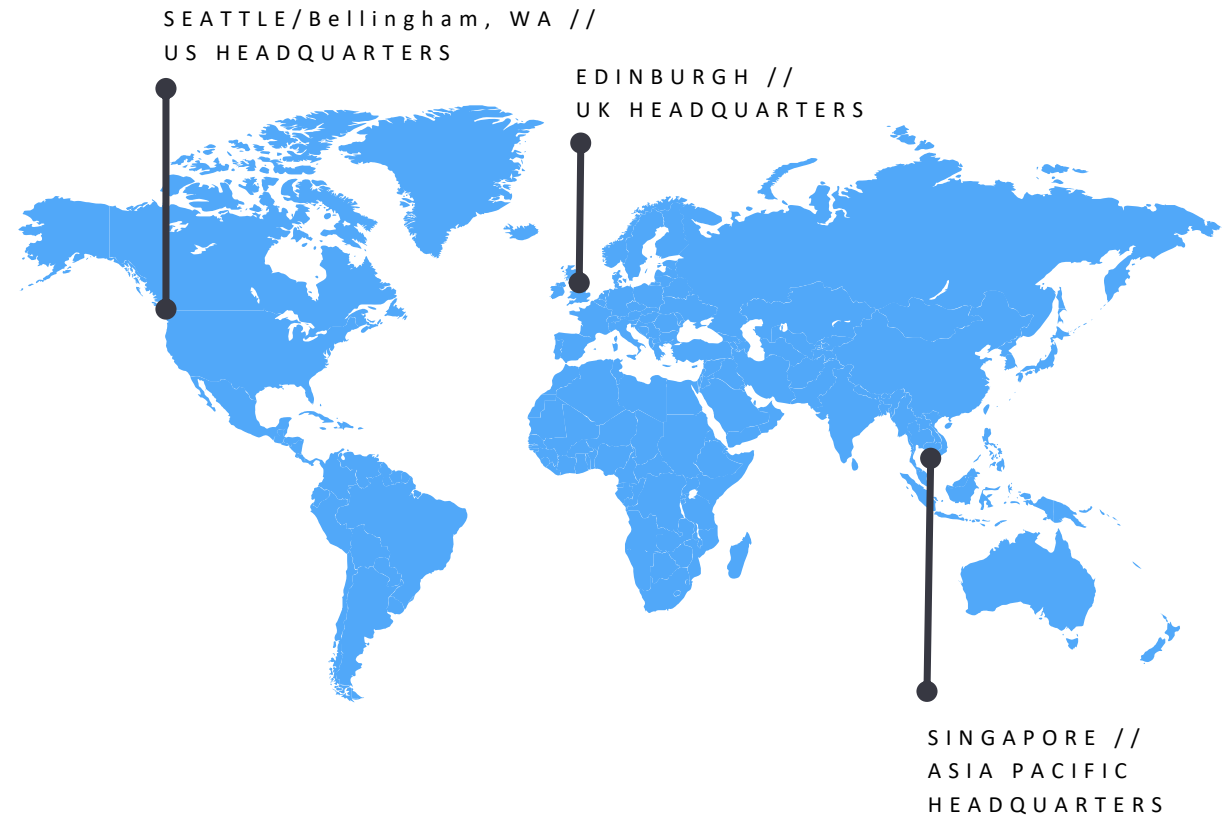 SEATTLE/Bellingham, WA //
US HEADQUARTERS
EDINBURGH //
UK HEADQUARTERS
SINGAPORE //
ASIA PACIFIC
HEADQUARTERS